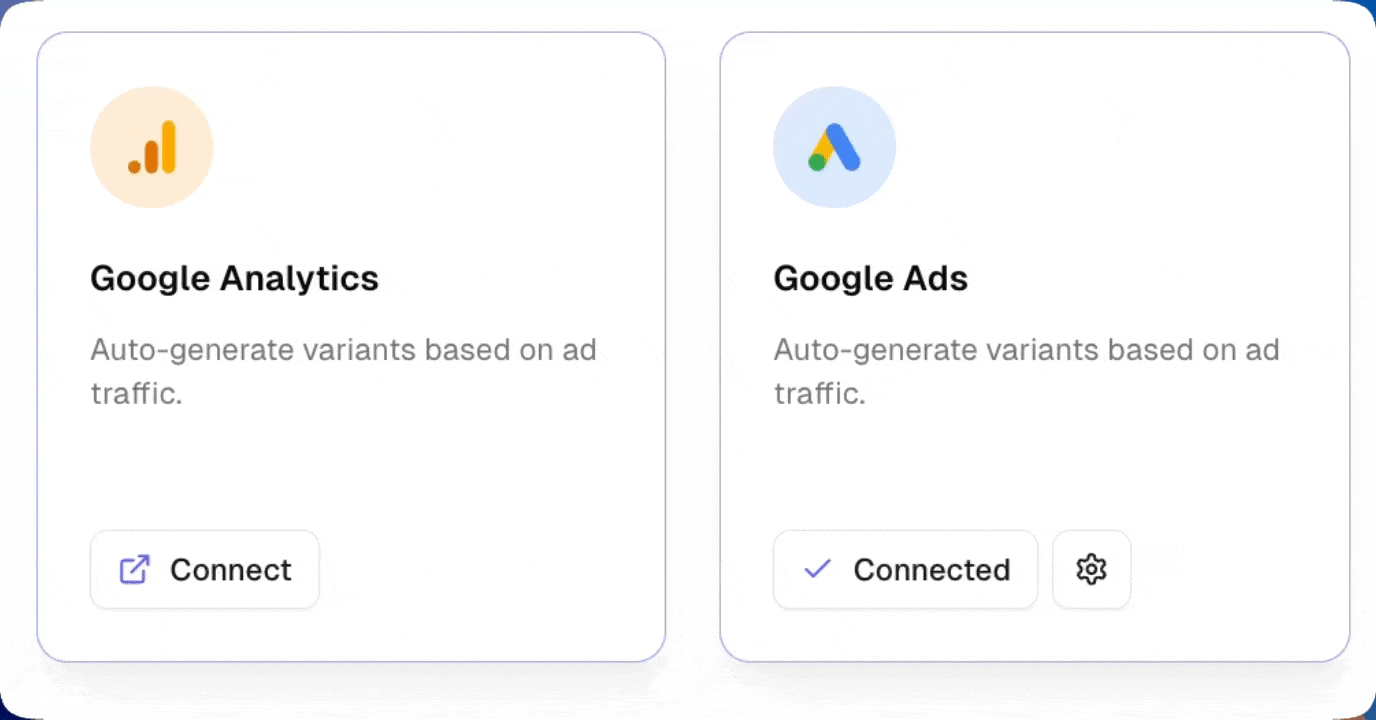 Google Analytics
Auto-generate variants based on ad
traffic.
Connect
Google Ads
Auto-generate variants based on ad
traffic.
Connected